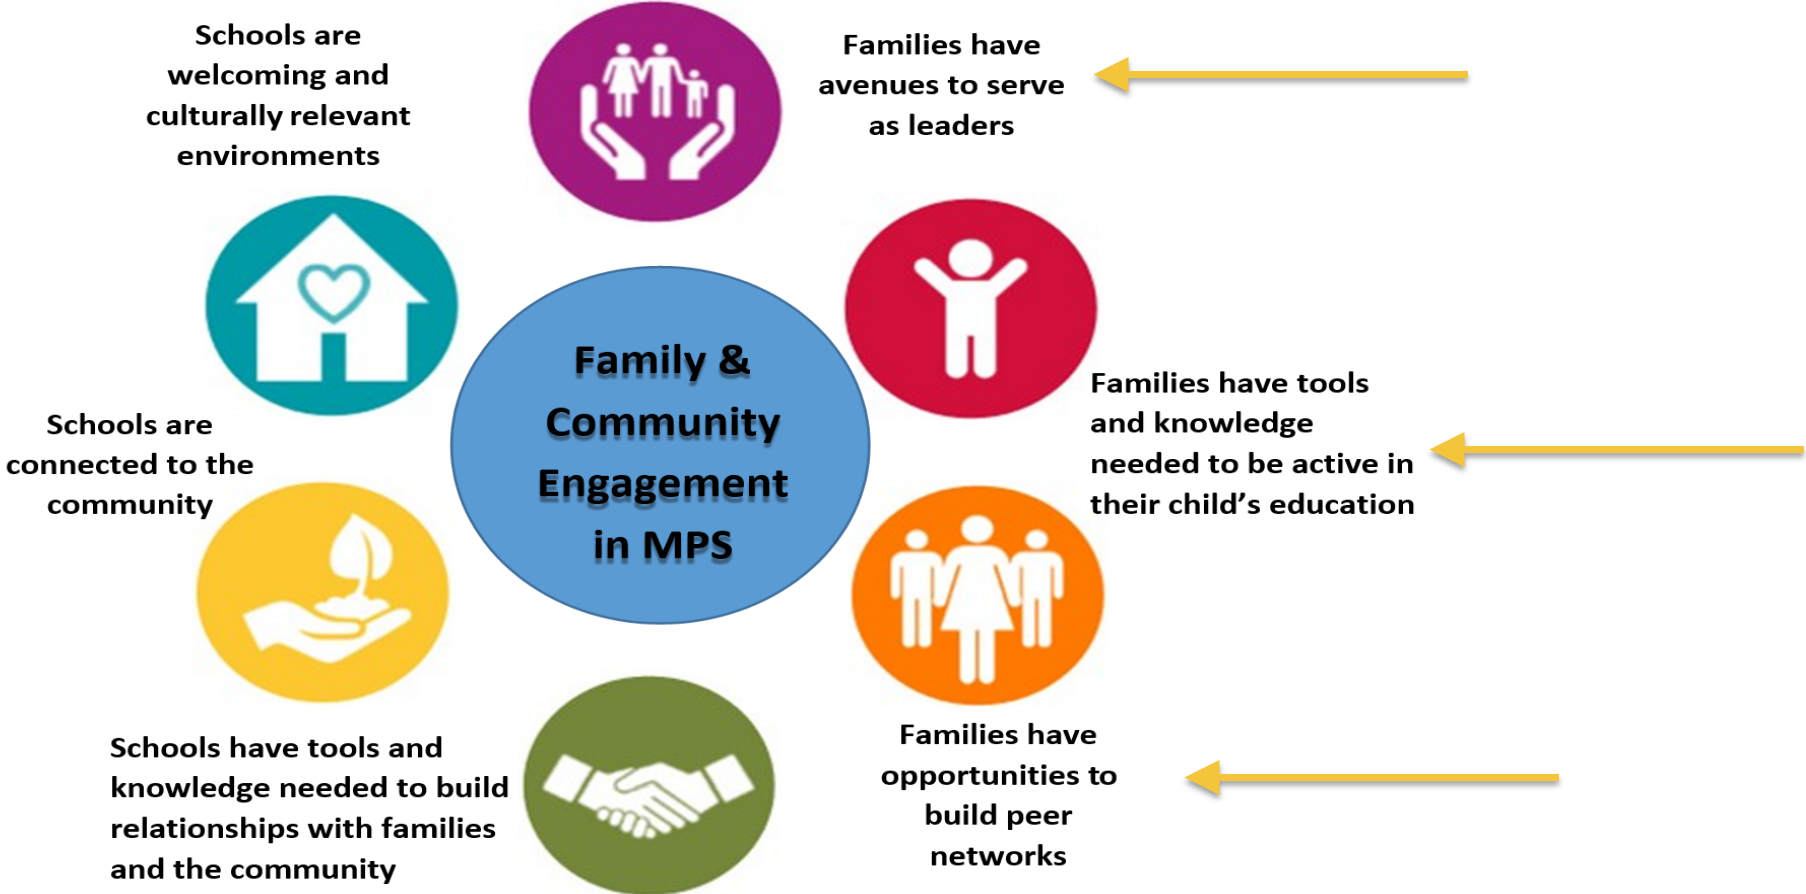 Schools are
welcoming and
culturally relevant
environments
Families have
avenues to serve
as leaders
Family &
Community
Engagement
in MPS
Families have tools
and knowledge
needed to be active in
their child’s education
Schools are
connected to the
community
Schools have tools and
knowledge needed to build
relationships with families
and the community
Families have
opportunities to
build peer
networks